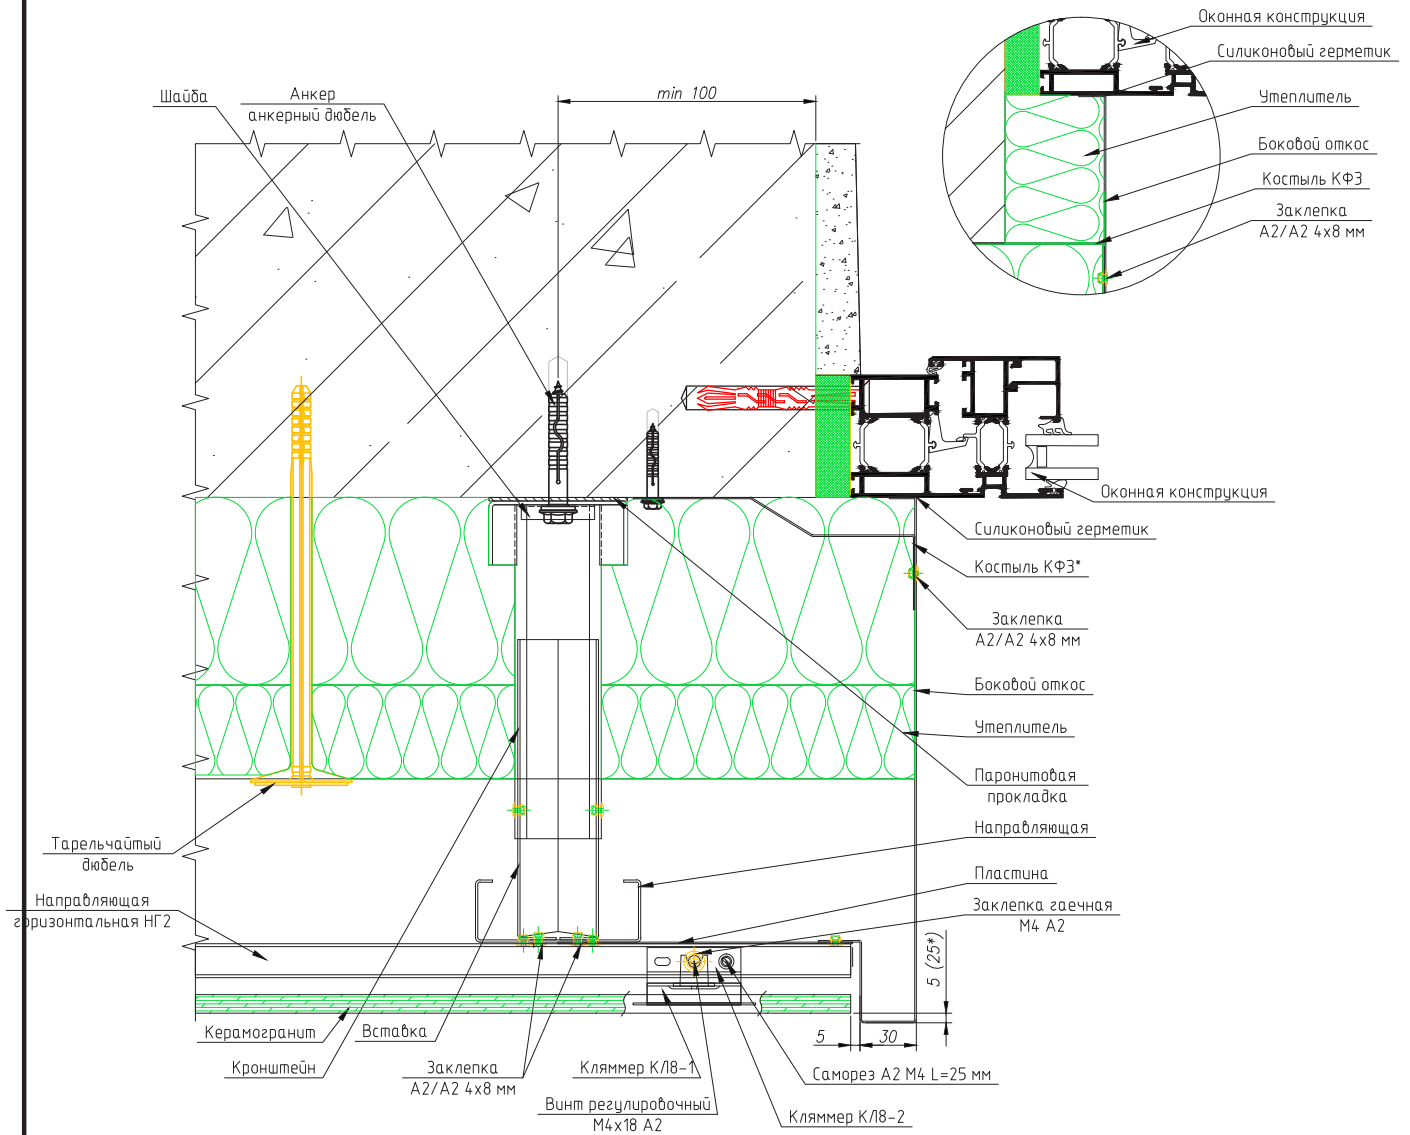 Оконная конструкция
Силиконовый герметик
Утеплитель
Боковой откос
Костыль КФ3
Заклепка
А2/А2 4х8 мм
Шайба
Анкер
анкерный дюбель
min 100
Оконная конструкция
Силиконовый герметик
Костыль КФ3*
Заклепка
А2/А2 4х8 мм
Боковой откос
Утеплитель
Паронитовая
прокладка
Направляющая
Пластина
Заклепка гаечная
М4 А2
5 (25*)
Тарельчайтый
дюбель
Направляющая
горизонтальная НГ2
Керамогранит
Вставка
5
30
Кронштейн
Заклепка
А2/А2 4х8 мм
Кляммер КЛ8-1
Саморез А2 М4 L=25 мм
Винт регулировочный
М4х18 А2
Кляммер КЛ8-2